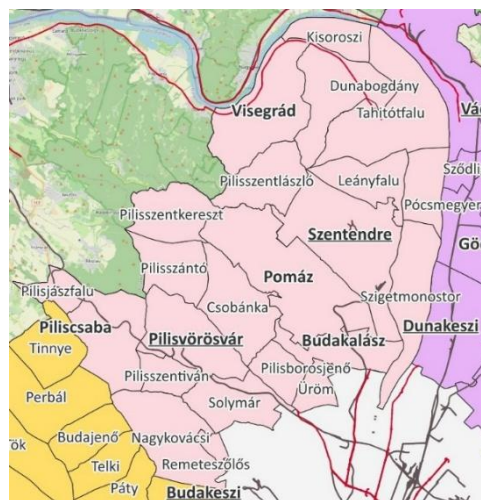 Kisoroszi
Dunabogdány
Visegrád
Tahitótfalu
Vác
Sződli
Pilisszentlászló
Leányfalu
Pilisszentkereszt
Pócsmegyer
Szentendre
Gö
Pilisszántó
Pomáz
Pilisjászfalu
Csobánka
Szigetmonostor
Piliscsaba
Pilisvörösvár
Budakalász
Dunakeszi
Tinnye
Pilisszentiván
Pilisborosjenő
Üröm
Perbál
Solymár
Budajenő
Nagykovácsi
Tök
Telki
Remeteszőlős
Páty
Budakeszi